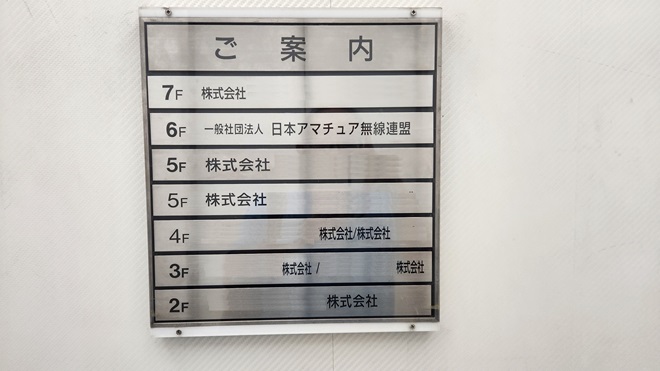 ご案内
7F 株式会社
6F 一般社団法人 日本アマチュア無線連盟
5F 株式会社
5F 株式会社
4F 株式会社/株式会社
3F 株式会社 / 株式会社
2F 株式会社